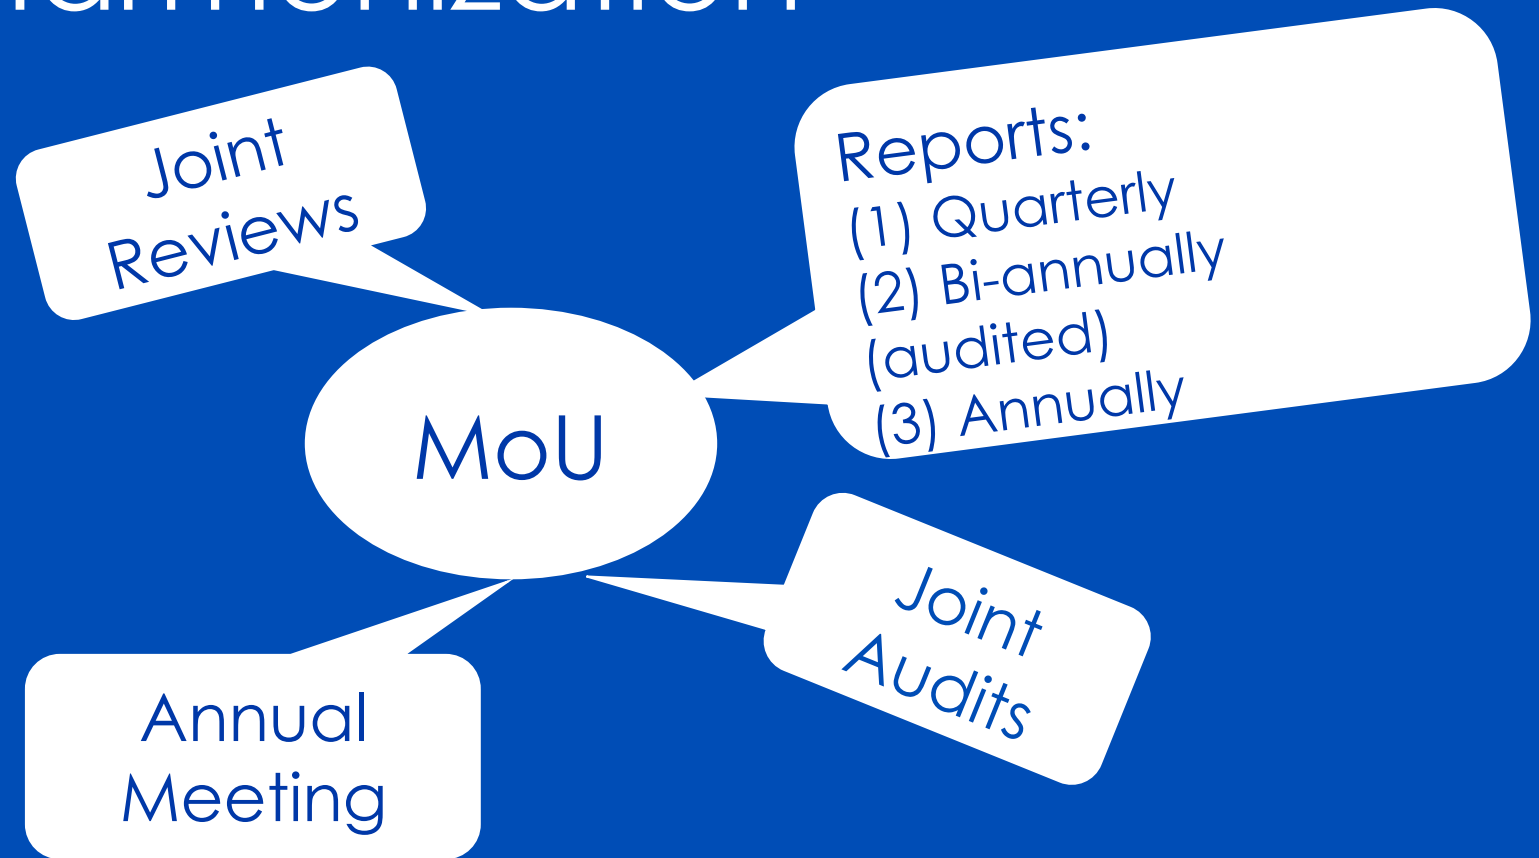 Joint
Reviews
Reports:
(1) Quarterly
(2) Bi-annually
(audited)
(3) Annually
MoU
Joint
Audits
Annual
Meeting